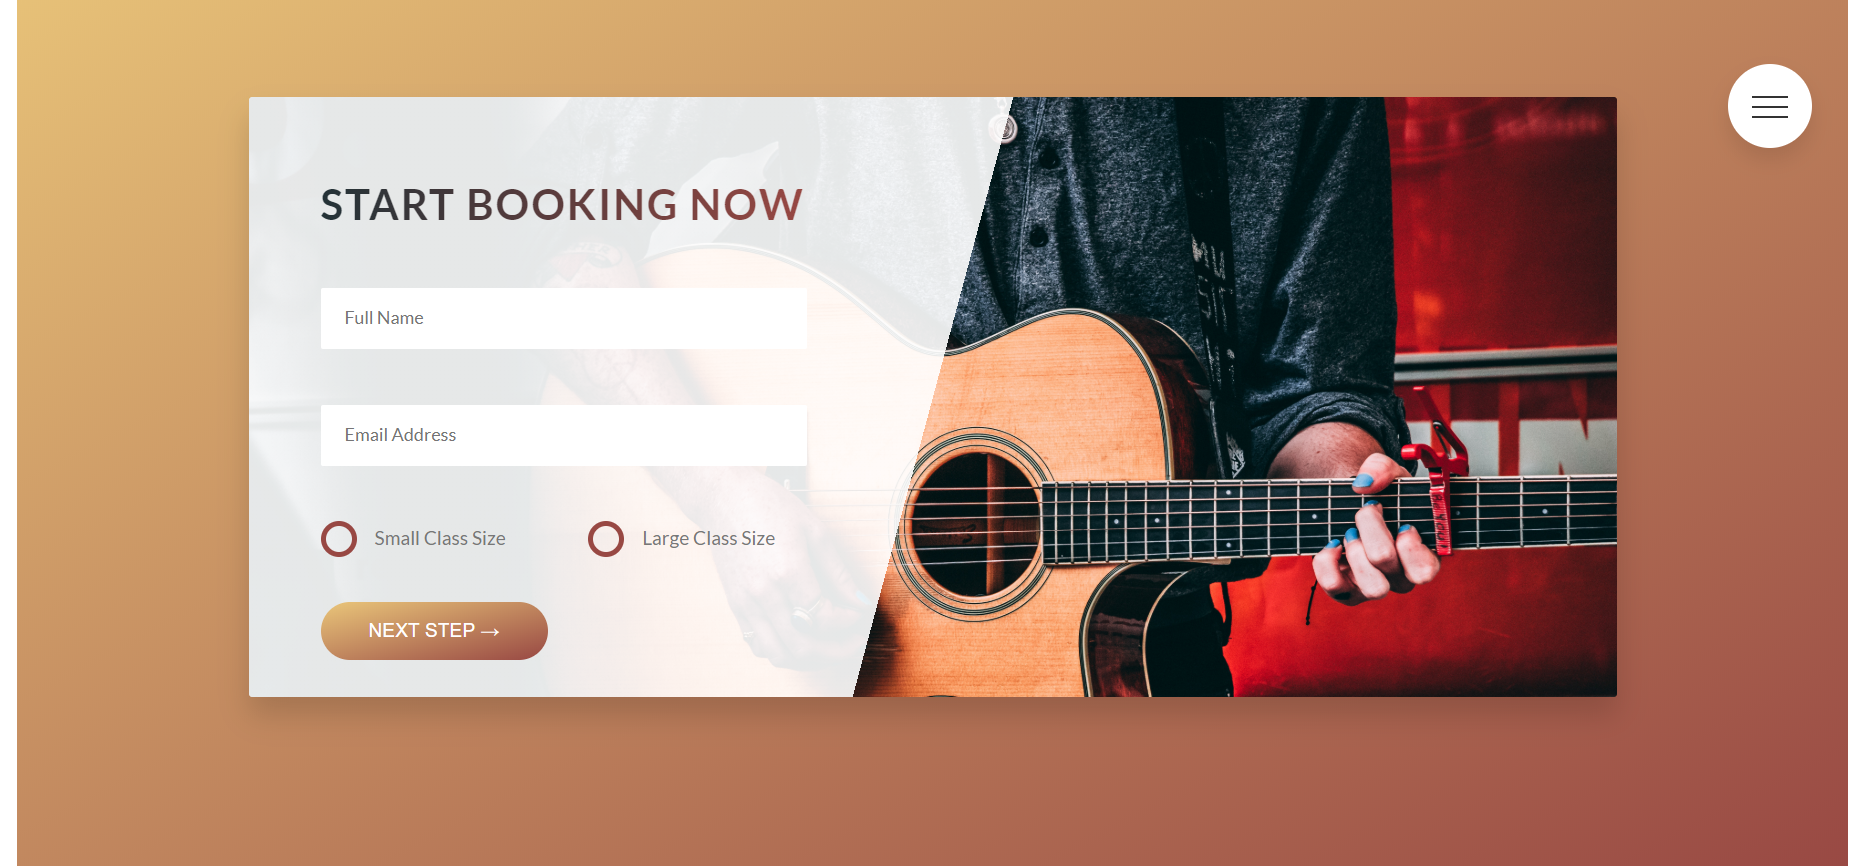 START BOOKING NOW
Full Name
Email Address
Small Class Size
Large Class Size
NEXT STEP →